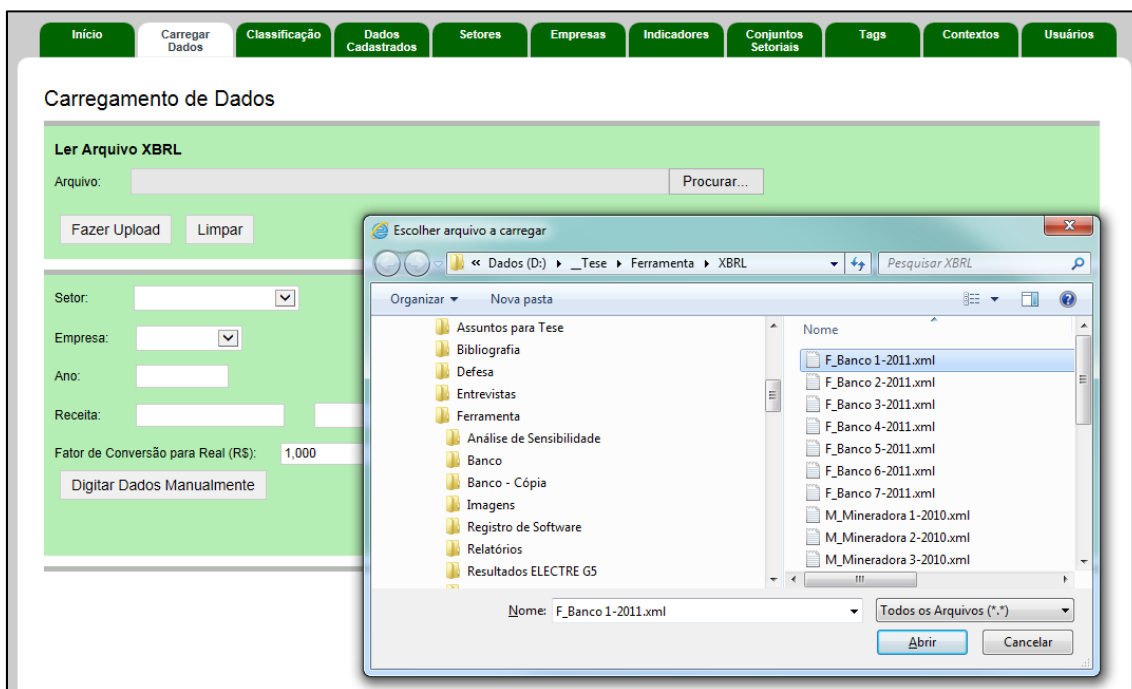 Início
Carregar
Dados
Classificação
Dados
Cadastrados
Setores
Empresas
Indicadores
Conjuntos
Setoriais
Tags
Contextos
Usuários
Carregamento de Dados
Ler Arquivo XBRL
Arquivo:
Procurar...
Fazer Upload
Limpar
Setor:
Empresa:
Ano:
Receita:
Fator de Conversão para Real (R$):
1,000
Digitar Dados Manualmente
Escolher arquivo a carregar
« Dados (D:) ▸ __Tese ▸ Ferramenta ▸ XBRL
Pesquisar XBRL
Organizar
Nova pasta
Assuntos para Tese
Bibliografia
Defesa
Entrevistas
Ferramenta
Análise de Sensibilidade
Banco
Banco - Cópia
Imagens
Registro de Software
Relatórios
Resultados ELECTRE G5
Nome
F_Banco 1-2011.xml
F_Banco 2-2011.xml
F_Banco 3-2011.xml
F_Banco 4-2011.xml
F_Banco 5-2011.xml
F_Banco 6-2011.xml
F_Banco 7-2011.xml
M_Mineradora 1-2010.xml
M_Mineradora 2-2010.xml
M_Mineradora 3-2010.xml
Nome:
F_Banco 1-2011.xml
Todos os Arquivos (*.*)
Abrir
Cancelar